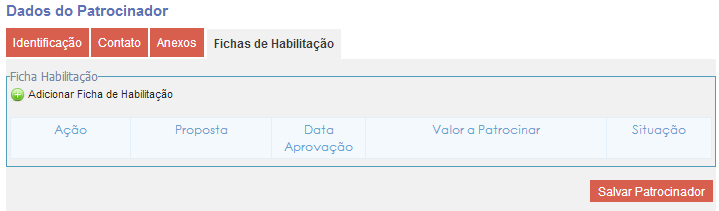 Dados do Patrocinador
Identificação Contato Anexos Fichas de Habilitação
Ficha Habilitação
Adicionar Ficha de Habilitação
Ação Proposta Data Aprovação Valor a Patrocinar Situação
Salvar Patrocinador